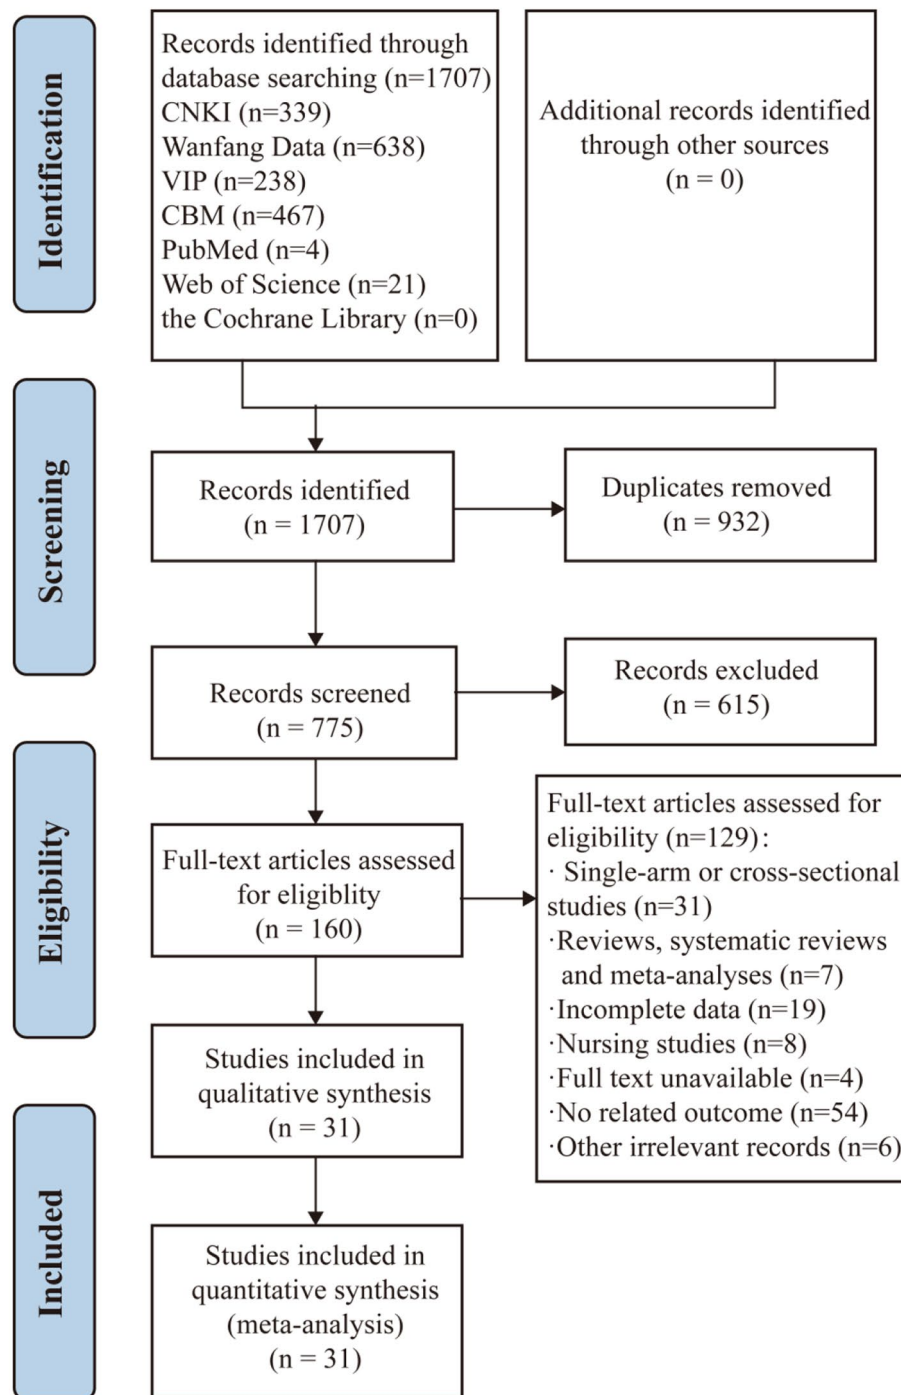 Identification
Records identified through
database searching (n=1707)
CNKI (n=339)
Wanfang Data (n=638)
VIP (n=238)
CBM (n=467)
PubMed (n=4)
Web of Science (n=21)
the Cochrane Library (n=0)
Additional records identified
through other sources
(n = 0)
Screening
Records identified
(n = 1707)
Duplicates removed
(n = 932)
Records screened
(n = 775)
Records excluded
(n = 615)
Eligibility
Full-text articles assessed
for eligiblity
(n = 160)
Full-text articles assessed for
eligibility (n=129):
· Single-arm or cross-sectional
studies (n=31)
·Reviews, systematic reviews
and meta-analyses (n=7)
·Incomplete data (n=19)
·Nursing studies (n=8)
·Full text unavailable (n=4)
·No related outcome (n=54)
·Other irrelevant records (n=6)
Studies included in
qualitative synthesis
(n = 31)
Included
Studies included in
quantitative synthesis
(meta-analysis)
(n = 31)